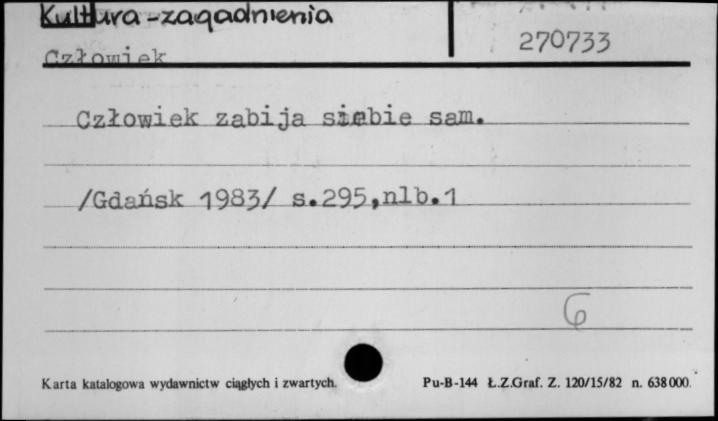 Kultura-zagadnienia
270733
Człowiek
Człowiek zabija siebie sam.
/Gdańsk 1983/ s.295,nlb.1
6
Karta katalogowa wydawnictw ciągłych i zwartych.
Pu-B-144 Ł.Z.Graf. Z. 120/15/82 n. 638000.